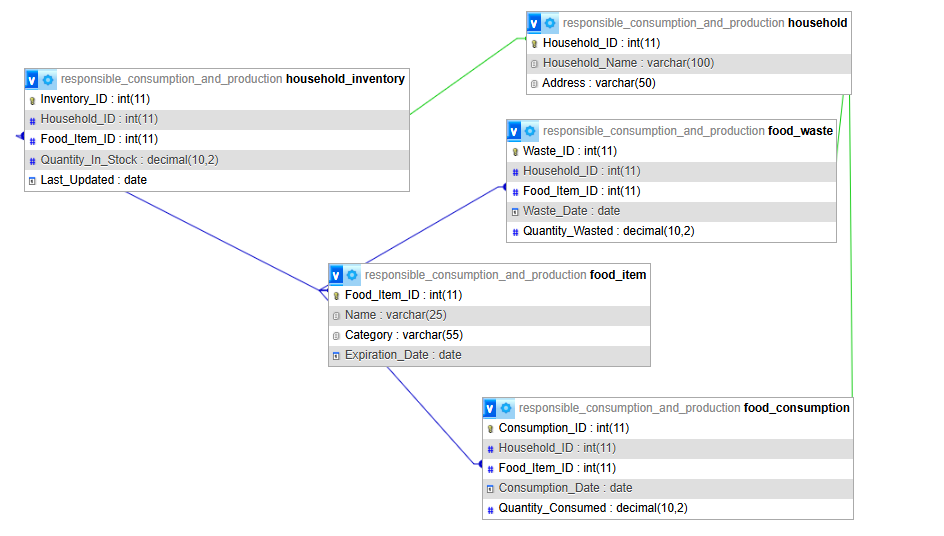 responsible_consumption_and_production household
Household_ID : int(11)
Household_Name : varchar(100)
Address : varchar(50)
responsible_consumption_and_production household_inventory
Inventory_ID : int(11)
Household_ID : int(11)
Food_Item_ID : int(11)
Quantity_In_Stock : decimal(10,2)
Last_Updated : date
responsible_consumption_and_production food_waste
Waste_ID : int(11)
Household_ID : int(11)
Food_Item_ID : int(11)
Waste_Date : date
Quantity_Wasted : decimal(10,2)
responsible_consumption_and_production food_item
Food_Item_ID : int(11)
Name : varchar(25)
Category : varchar(55)
Expiration_Date : date
responsible_consumption_and_production food_consumption
Consumption_ID : int(11)
Household_ID : int(11)
Food_Item_ID : int(11)
Consumption_Date : date
Quantity_Consumed : decimal(10,2)